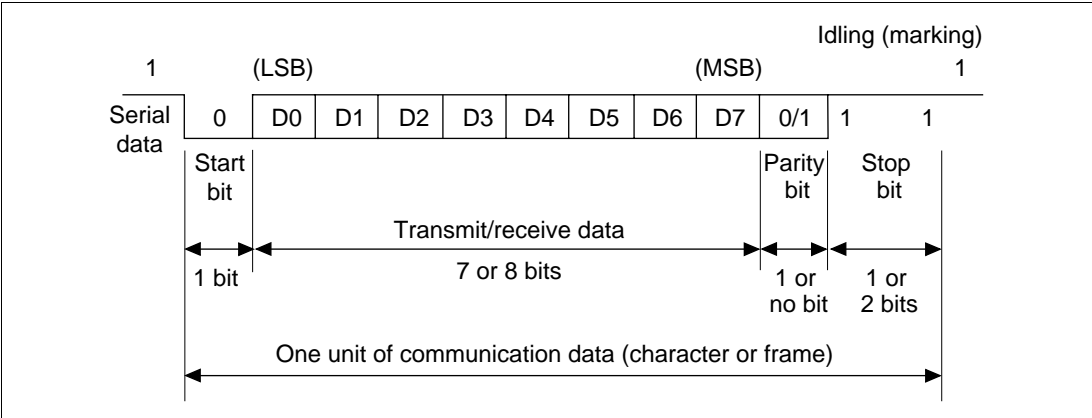 Idling (marking)
1 (LSB) (MSB) 1
Serial
data
0 D0 D1 D2 D3 D4 D5 D6 D7 0/1 1 1
Start
bit
Parity
bit
Stop
bit
Transmit/receive data
1 bit
7 or 8 bits
1 or
no bit
1 or
2 bits
One unit of communication data (character or frame)